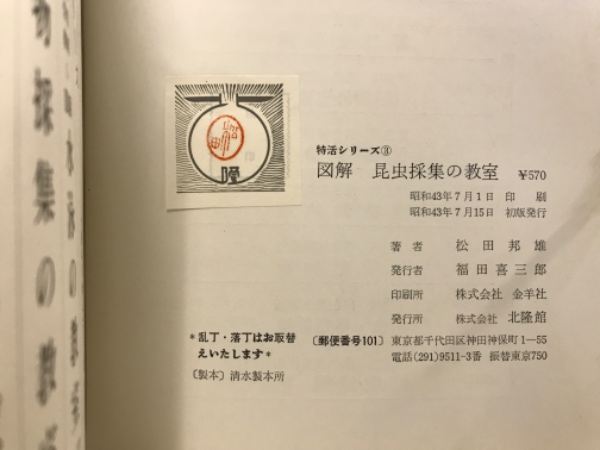 特活シリーズ③
図解 昆虫採集の教室 ¥570
昭和43年7月1日 印刷
昭和43年7月15日 初版発行
著者 松田邦雄
発行者 福田喜三郎
印刷所 株式会社 金羊社
発行所 株式会社 北隆館
〔郵便番号101〕東京都千代田区神田神保町1—55
電話(291)9511-3番 振替東京750
*乱丁・落丁はお取替
えいたします*
〔製本〕清水製本所
採集の教